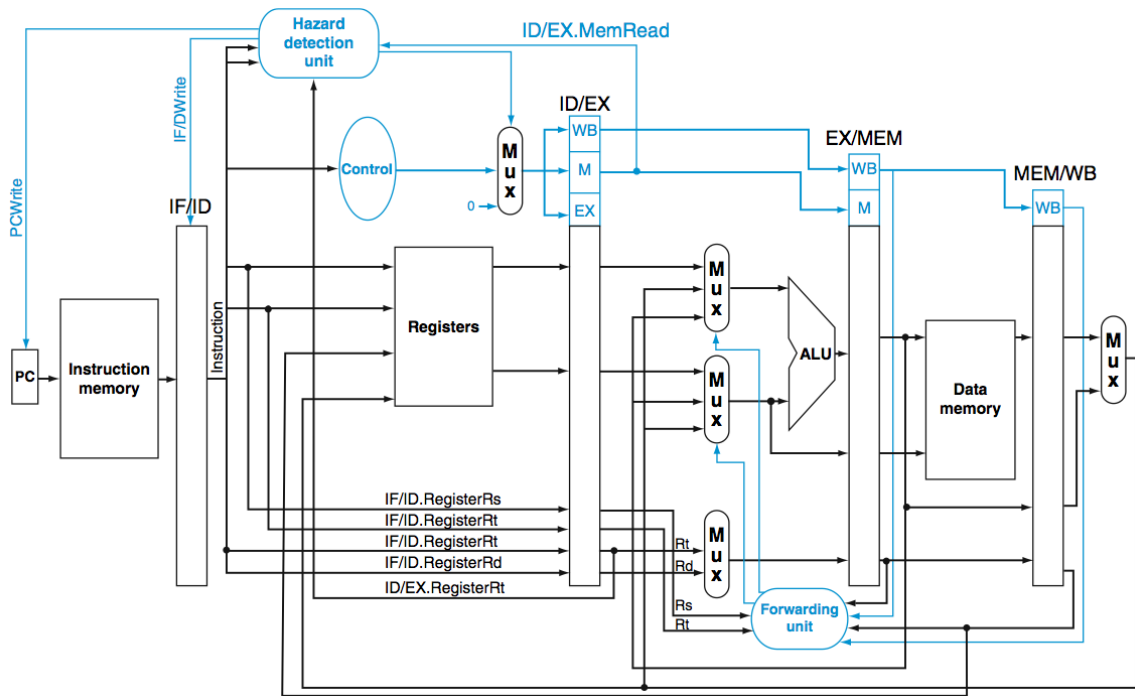 Hazard
detection
unit
ID/EX.MemRead
PCWrite
IF/DWrite
ID/EX
WB
M
EX
EX/MEM
WB
M
MEM/WB
WB
Control
Mux
0
IF/ID
Instruction
PC
Instruction
memory
Registers
Mux
Mux
ALU
Data
memory
Mux
IF/ID.RegisterRs
IF/ID.RegisterRt
IF/ID.RegisterRt
IF/ID.RegisterRd
ID/EX.RegisterRt
Rt
Rd
Mux
Rs
Rt
Forwarding
unit